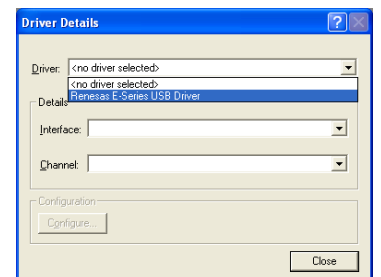 Driver Details
Driver: <no driver selected>
<no driver selected>
Renesas E-Series USB Driver
Details
Interface:
Channel:
Configuration
Configure...
Close